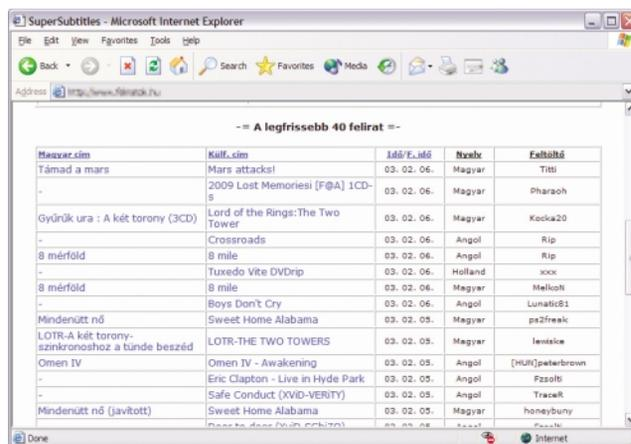 SuperSubtitles - Microsoft Internet Explorer
File Edit View Favorites Tools Help
Back Search Favorites Media
Address
-= A legfrissebb 40 felirat =-
Magyar cím Külf. cím Idő/F. idő Nyelv Feltöltő
Támad a mars Mars attacks! 03. 02. 06. Magyar Titti
- 2009 Lost Memoriesi [F@A] 1CD-s 03. 02. 06. Magyar Pharaoh
Gyűrűk ura : A két torony (3CD) Lord of the Rings:The Two Tower 03. 02. 06. Magyar Kocka20
- Crossroads 03. 02. 06. Angol Rip
8 mérföld 8 mile 03. 02. 06. Angol Rip
- Tuxedo Vite DVDrip 03. 02. 06. Holland xxx
8 mérföld 8 mile 03. 02. 06. Magyar MelkoN
- Boys Don't Cry 03. 02. 06. Angol Lunatic81
Mindenütt nő Sweet Home Alabama 03. 02. 05. Magyar ps2freak
LOTR-A két torony-szinkronoshoz a tünde beszéd LOTR-THE TWO TOWERS 03. 02. 05. Magyar lewiske
Omen IV Omen IV - Awakening 03. 02. 05. Angol [HUN]peterbrown
- Eric Clapton - Live in Hyde Park 03. 02. 05. Angol Fzsolti
- Safe Conduct (XViD-VERiTY) 03. 02. 05. Angol TraceR
Mindenütt nő (javított) Sweet Home Alabama 03. 02. 05. Magyar honeybuny
Done Internet